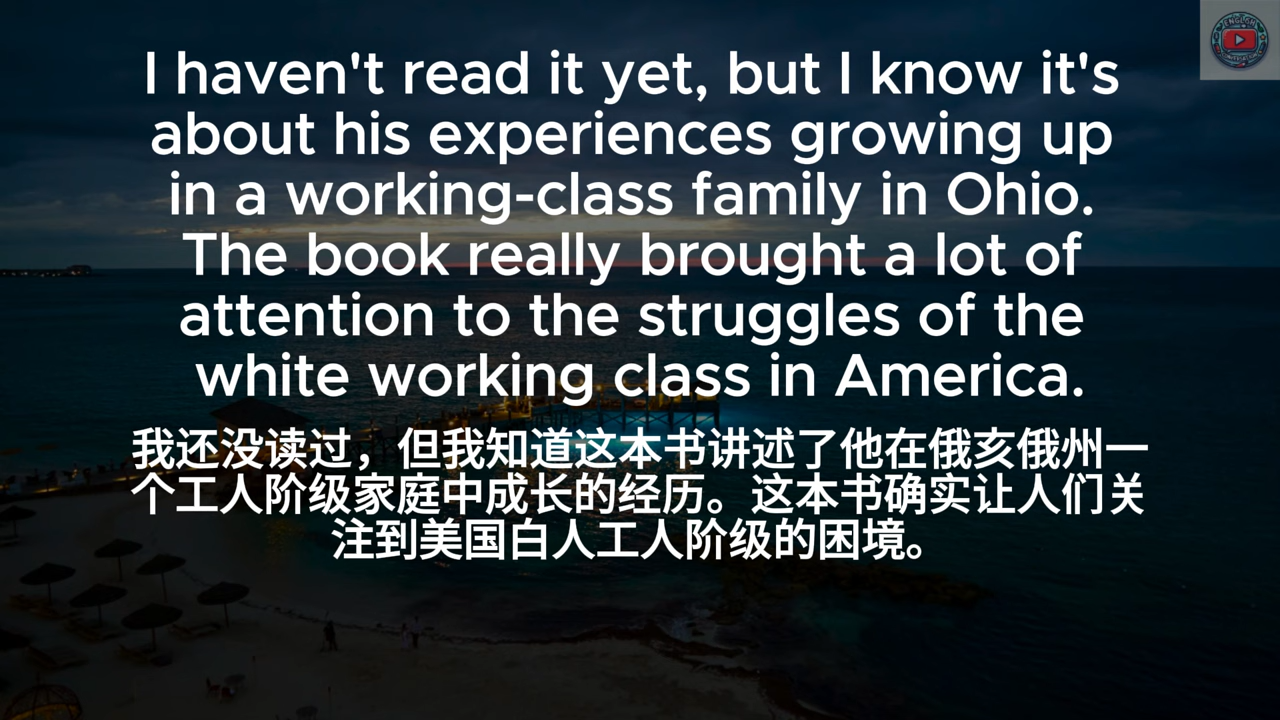 I haven't read it yet, but I know it's
about his experiences growing up
in a working-class family in Ohio.
The book really brought a lot of
attention to the struggles of the
white working class in America.
我还没读过，但我知道这本书讲述了他在俄亥俄州一
个工人阶级家庭中成长的经历。这本书确实让人们关
注到美国白人工人阶级的困境。
ENGLISH